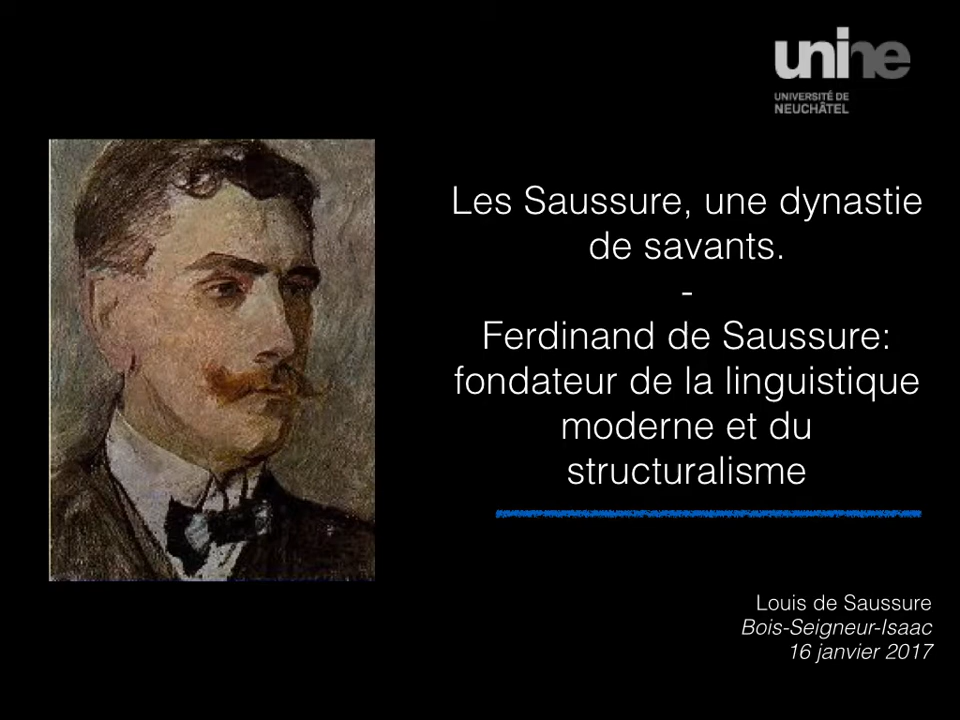 unine
UNIVERSITÉ DE
NEUCHÂTEL
Les Saussure, une dynastie
de savants.
-
Ferdinand de Saussure:
fondateur de la linguistique
moderne et du
structuralisme
Louis de Saussure
Bois-Seigneur-Isaac
16 janvier 2017